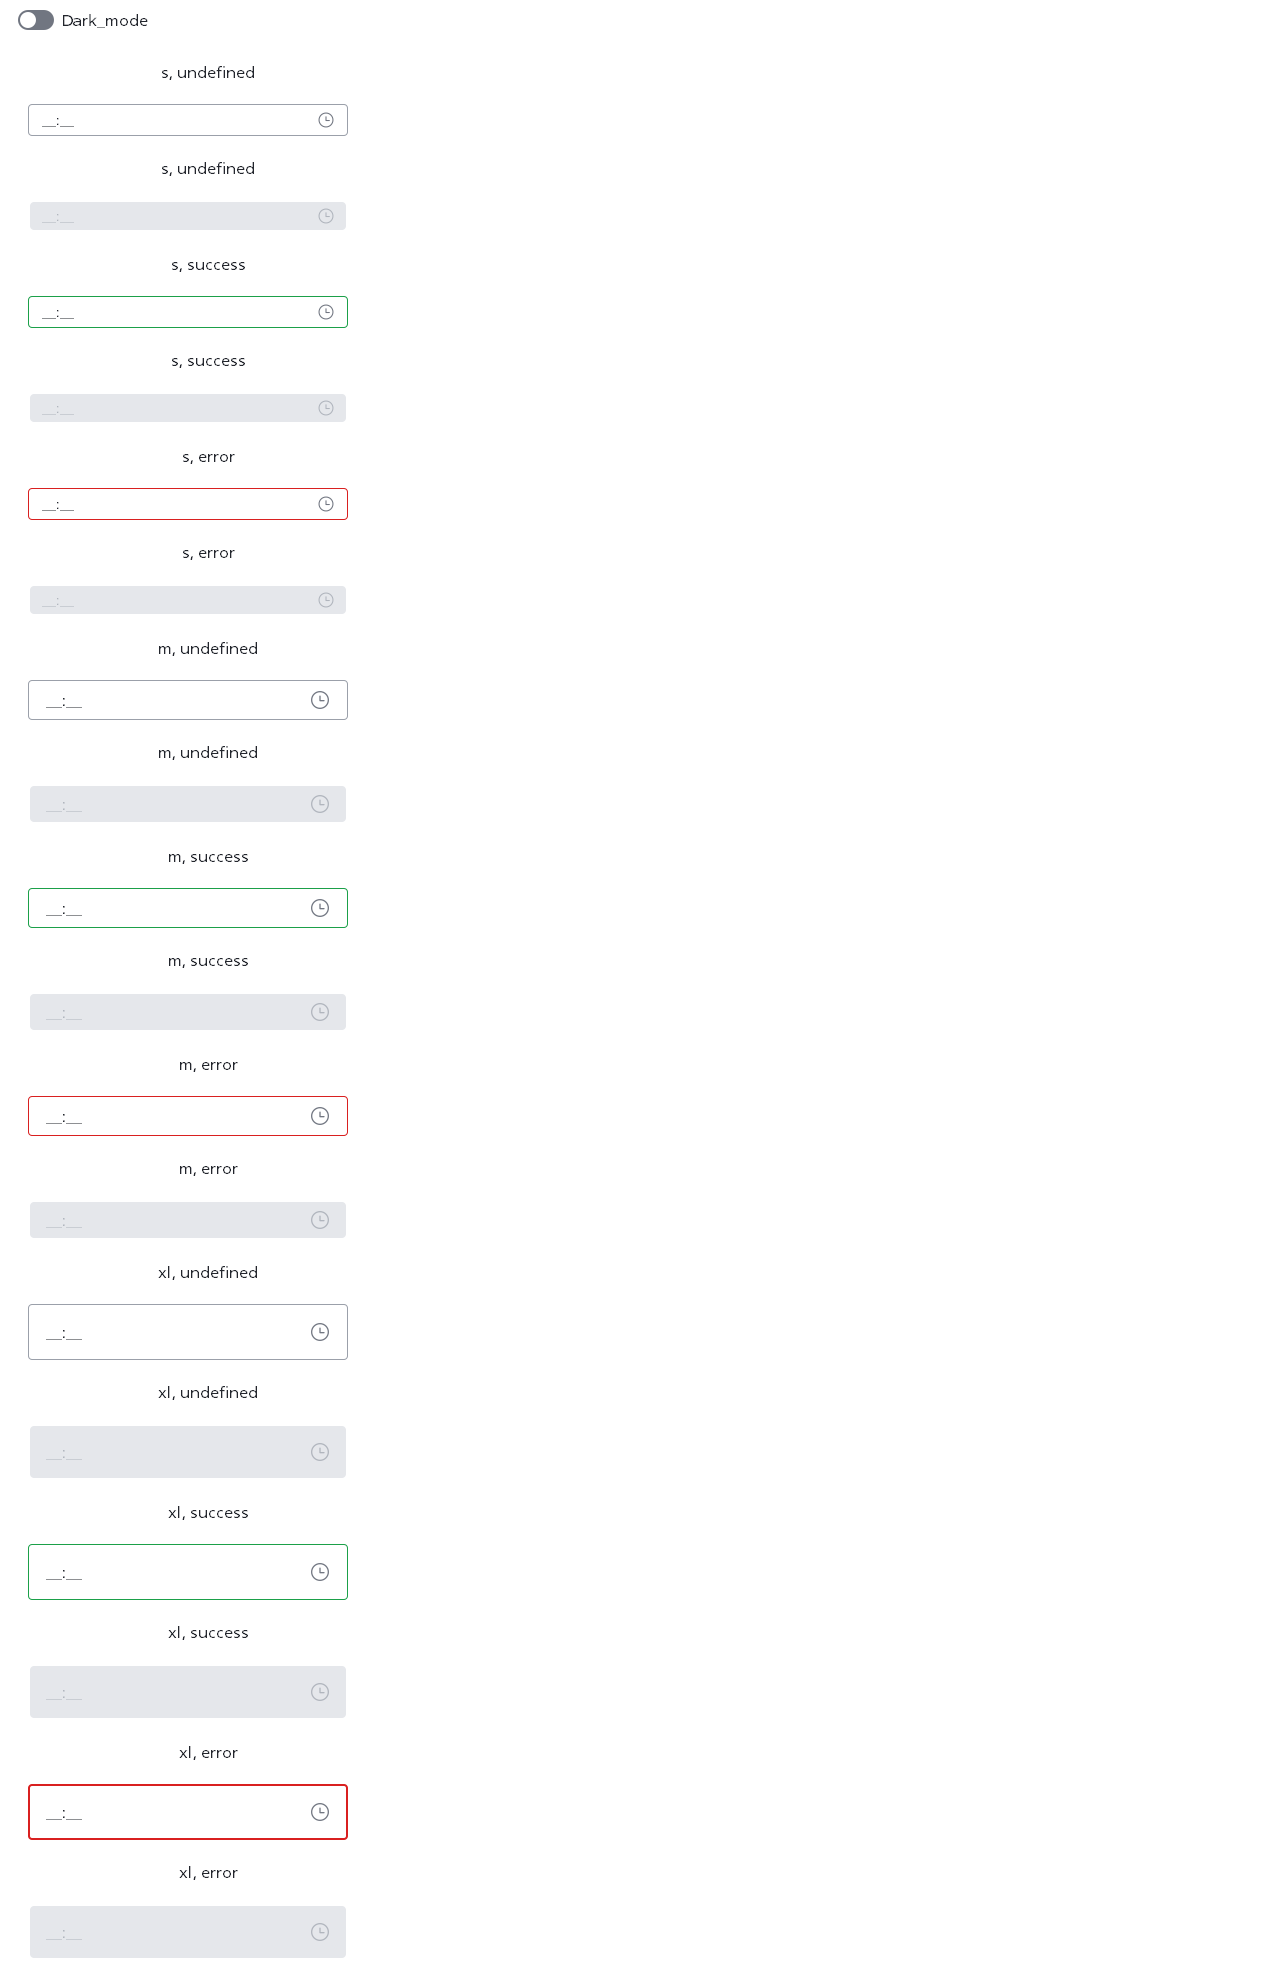 Dark_mode
s, undefined
__:__
s, undefined
__:__
s, success
__:__
s, success
__:__
s, error
__:__
s, error
__:__
m, undefined
__:__
m, undefined
__:__
m, success
__:__
m, success
__:__
m, error
__:__
m, error
__:__
xl, undefined
__:__
xl, undefined
__:__
xl, success
__:__
xl, success
__:__
xl, error
__:__
xl, error
__:__